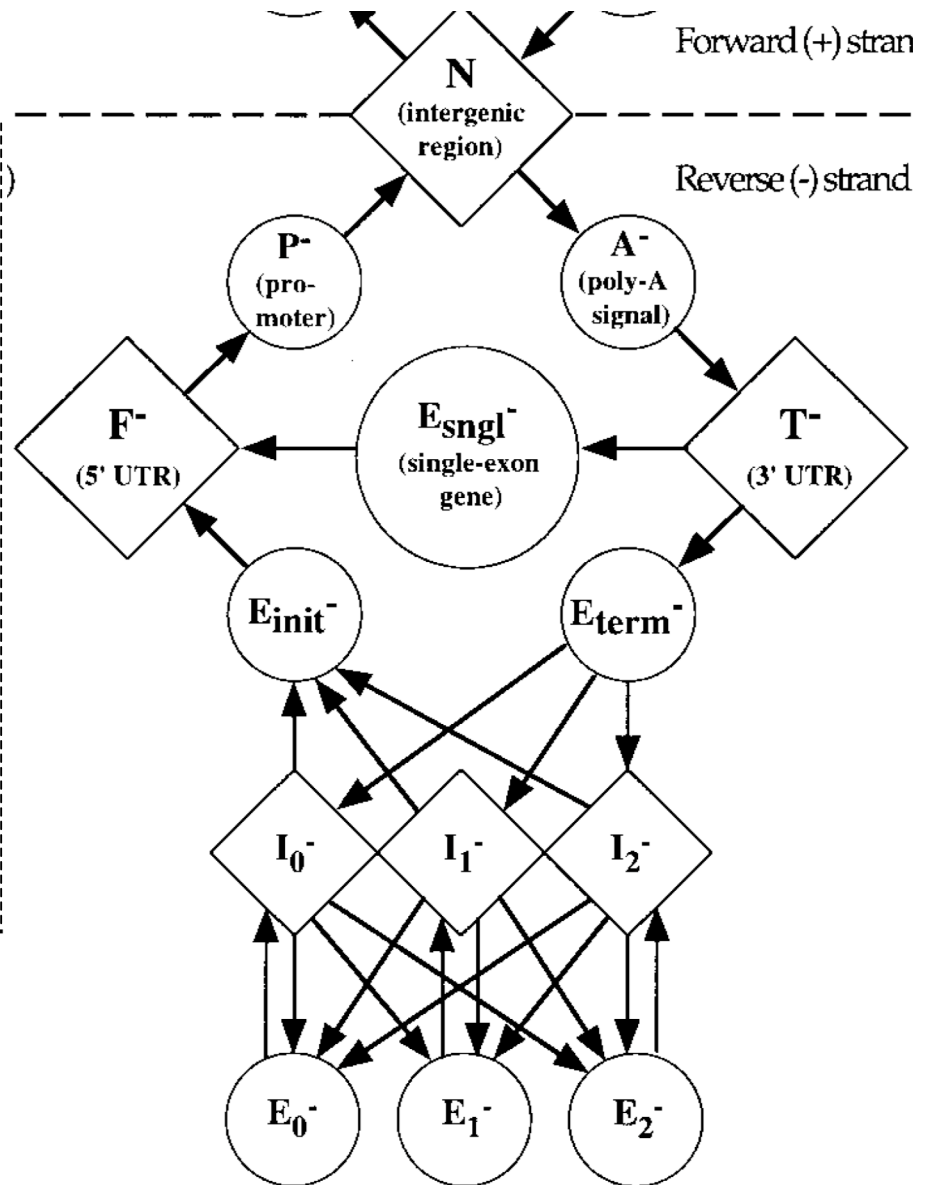 Forward (+) stran
N
(intergenic
region)
)
Reverse (-) strand
P-
(pro-
moter)
A-
(poly-A
signal)
F-
(5' UTR)
Esngl-
(single-exon
gene)
T-
(3' UTR)
Einit-
Eterm-
I0-
I1-
I2-
E0-
E1-
E2-